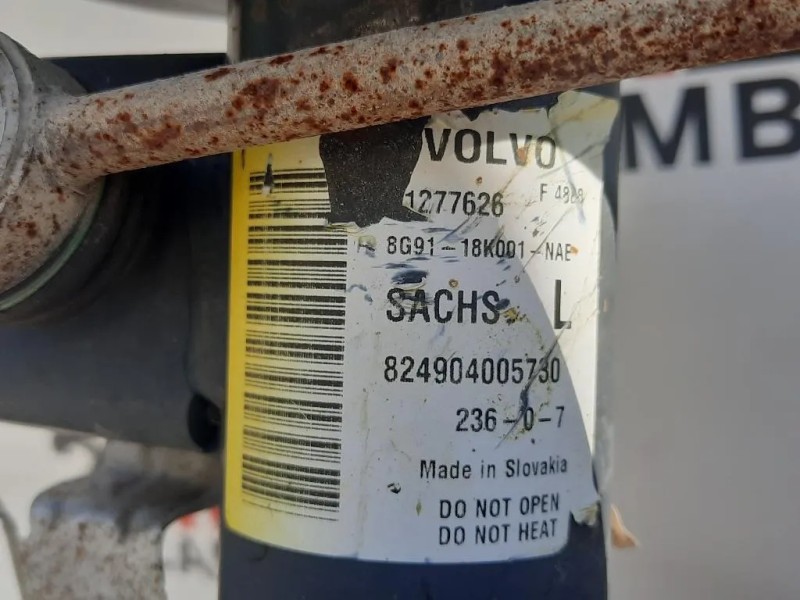 VOLVO
1277626
8G91-18K001-NAE
SACHS L
824904005730
236-0-7
Made in Slovakia
DO NOT OPEN
DO NOT HEAT
MB